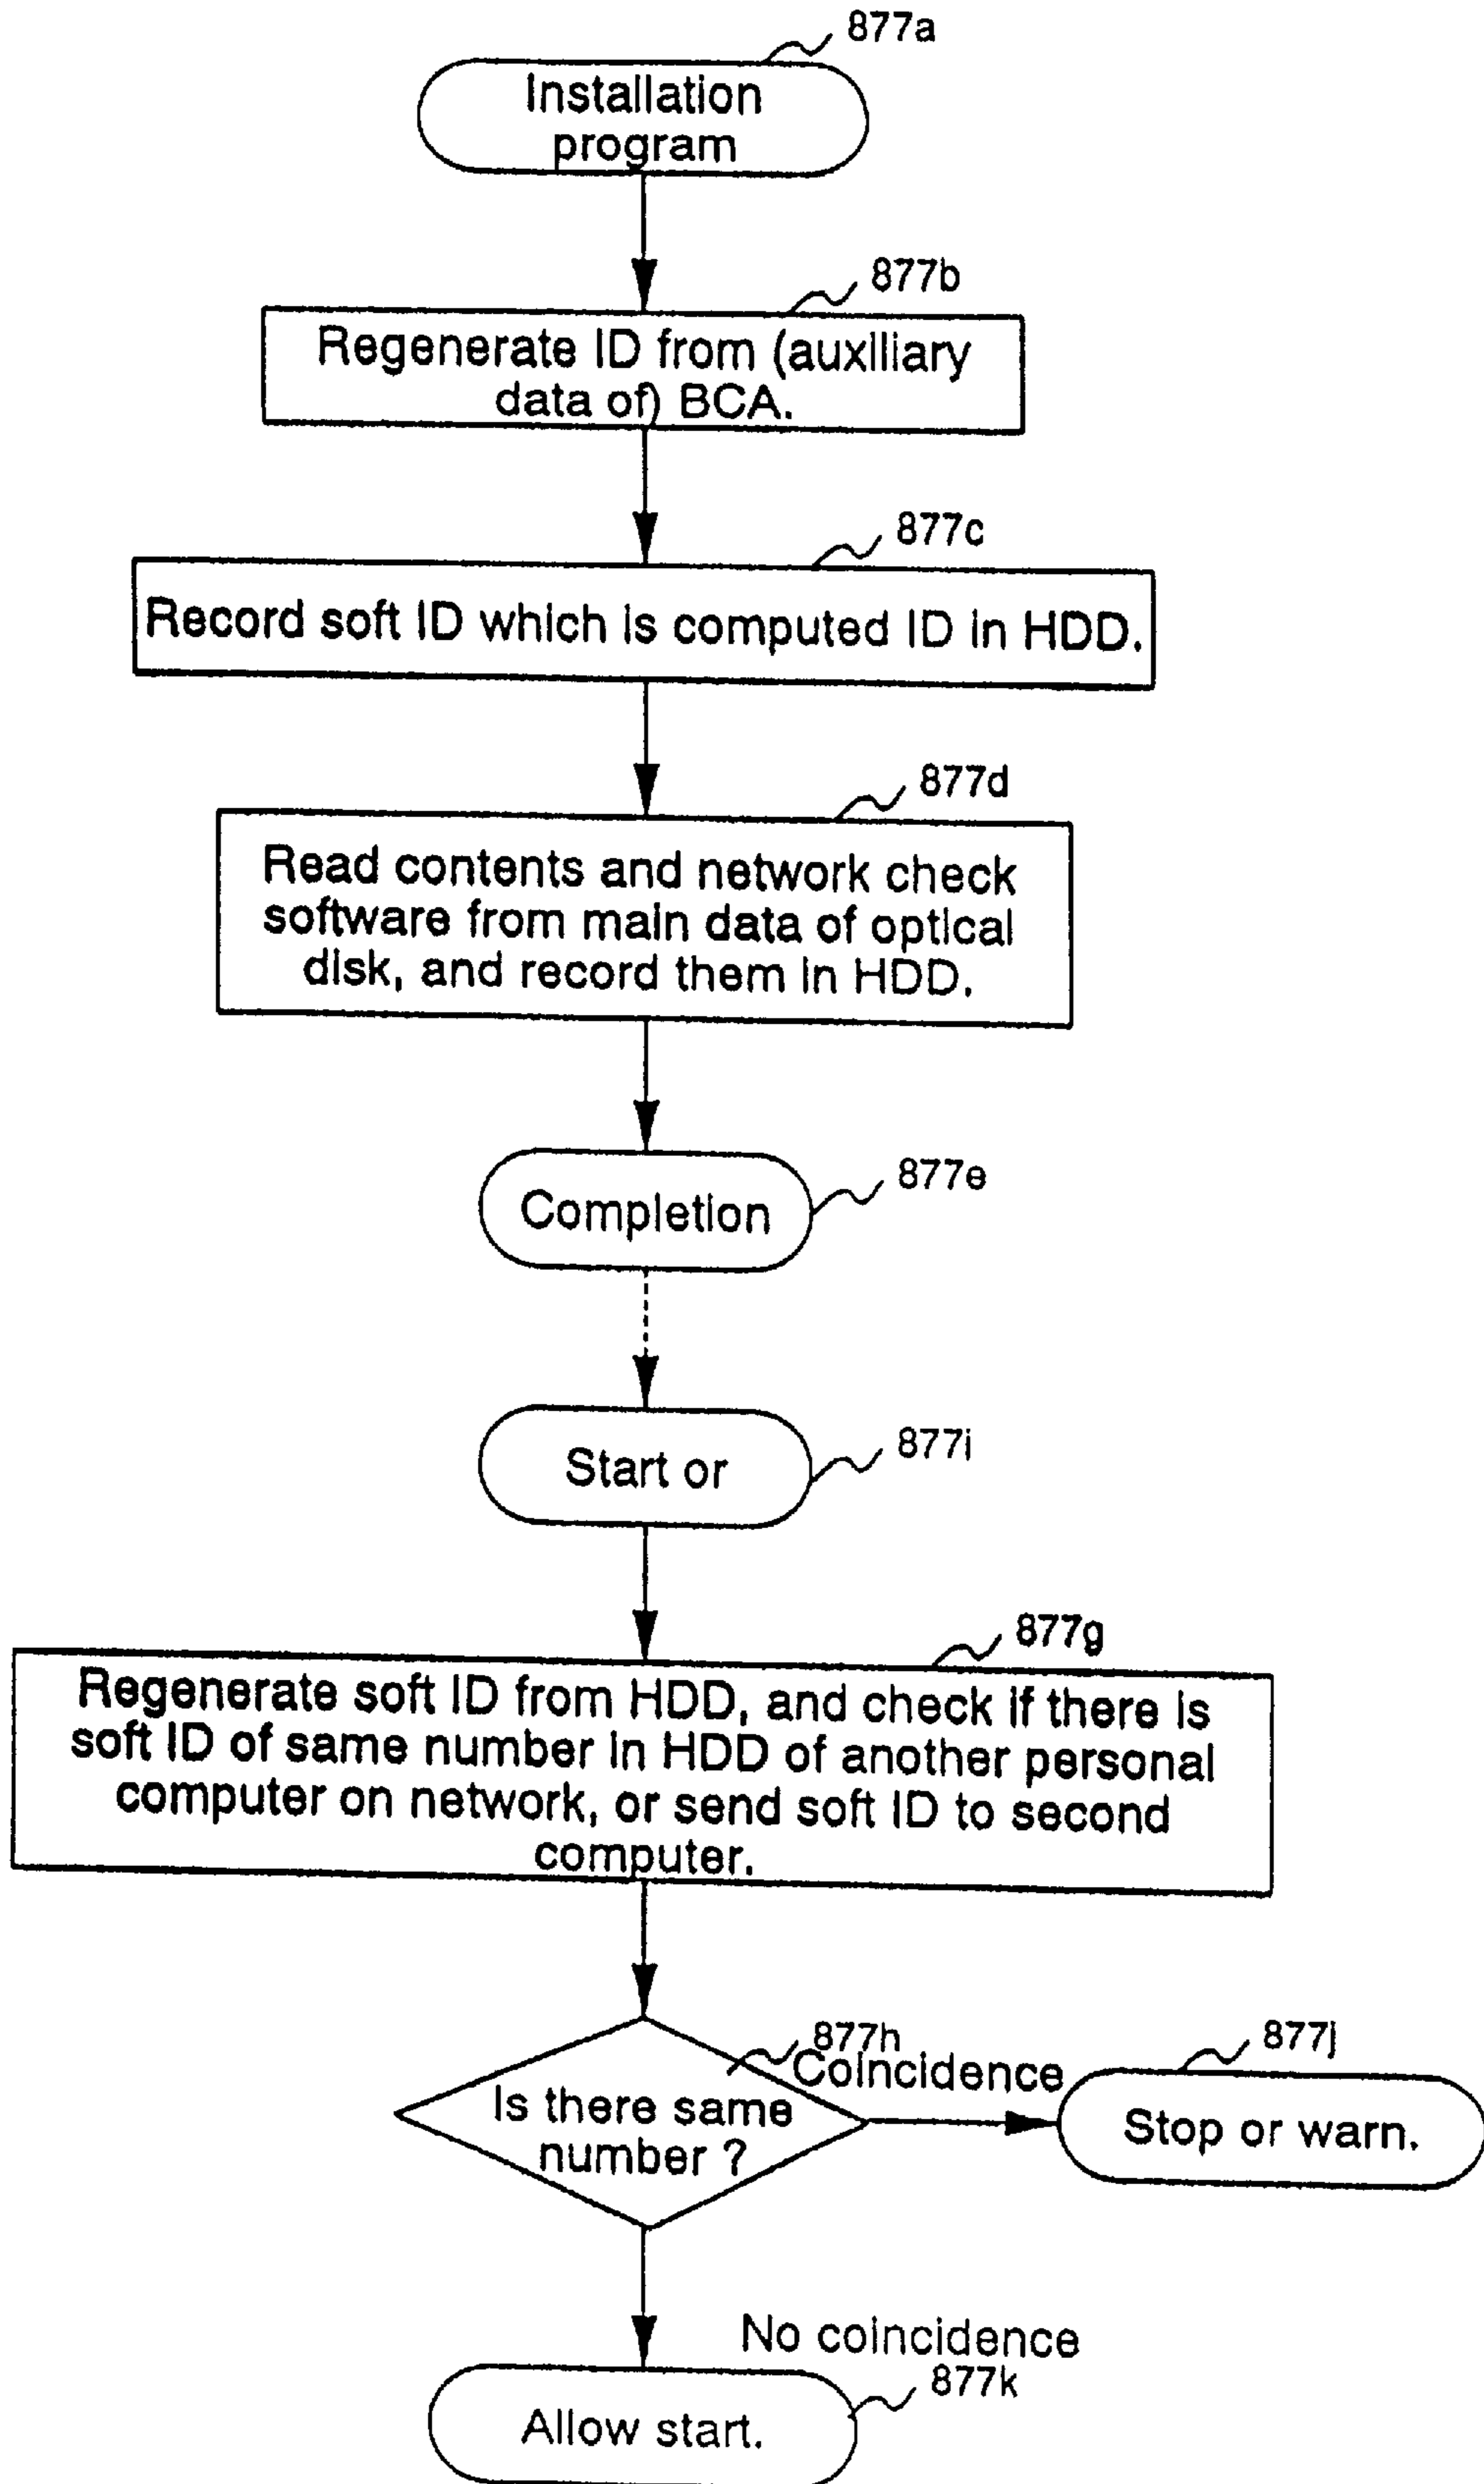 877a
Installation
program
877b
Regenerate ID from (auxiliary
data of) BCA.
877c
Record soft ID which is computed ID in HDD.
877d
Read contents and network check
software from main data of optical
disk, and record them in HDD.
Completion
877e
Start or
877i
877g
Regenerate soft ID from HDD, and check if there is
soft ID of same number in HDD of another personal
computer on network, or send soft ID to second
computer.
877h
Coincidence
877j
Is there same
number ?
Stop or warn.
No coincidence
877k
Allow start.